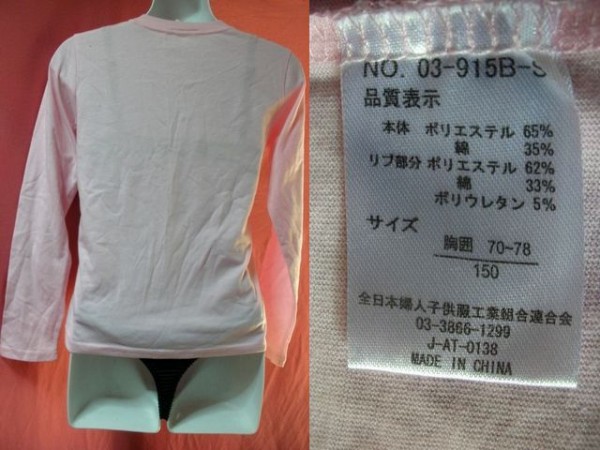 NO. 03-915B-S
品質表示
本体 ポリエステル 65%
綿 35%
リブ部分 ポリエステル 62%
綿 33%
ポリウレタン 5%
サイズ
胸囲 70~78
150
全日本婦人子供服工業組合連合会
03-3866-1299
J-AT-0138
MADE IN CHINA